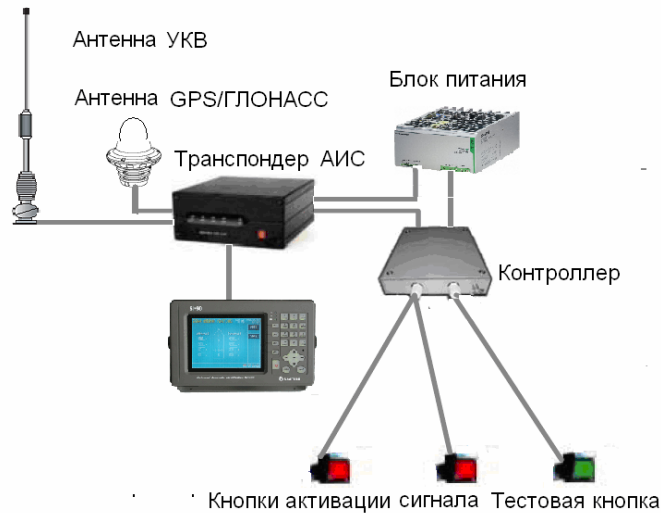 Антенна УКВ
Блок питания
Антенна GPS/ГЛОНАСС
Транспондер АИС
Контроллер
Кнопки активации сигнала Тестовая кнопка